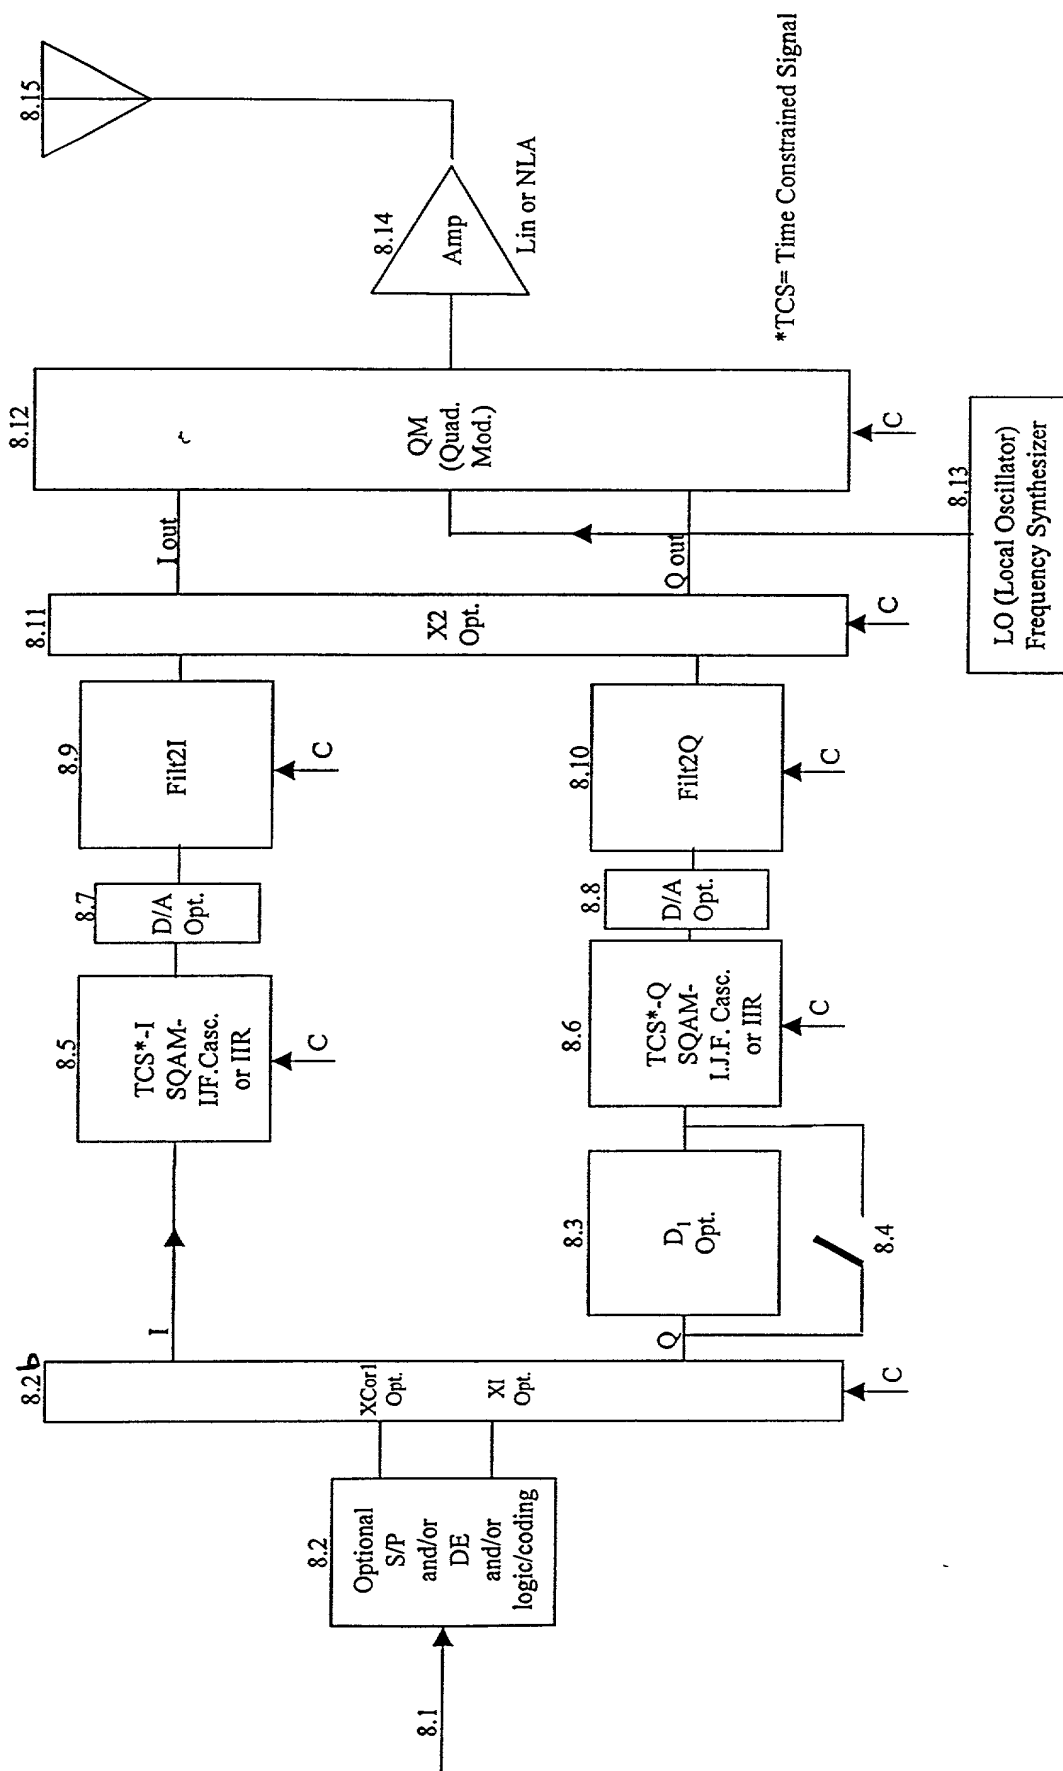 8.1
8.2
Optional
S/P
and/or
DE
and/or
logic/coding
8.2b
XCor1
Opt.
X1
Opt.
C
I
Q
8.3
D1
Opt.
8.4
8.5
TCS*-I
SQAM-
IJF.Casc.
or IIR
C
8.6
TCS*-Q
SQAM-
I.J.F. Casc.
or IIR
C
8.7
D/A
Opt.
8.8
D/A
Opt.
8.9
Filt2I
C
8.10
Filt2Q
C
8.11
X2
Opt.
C
I out
Q out
8.12
QM
(Quad.
Mod.)
C
8.13
LO (Local Oscillator)
Frequency Synthesizer
8.14
Amp
Lin or NLA
8.15
*TCS= Time Constrained Signal